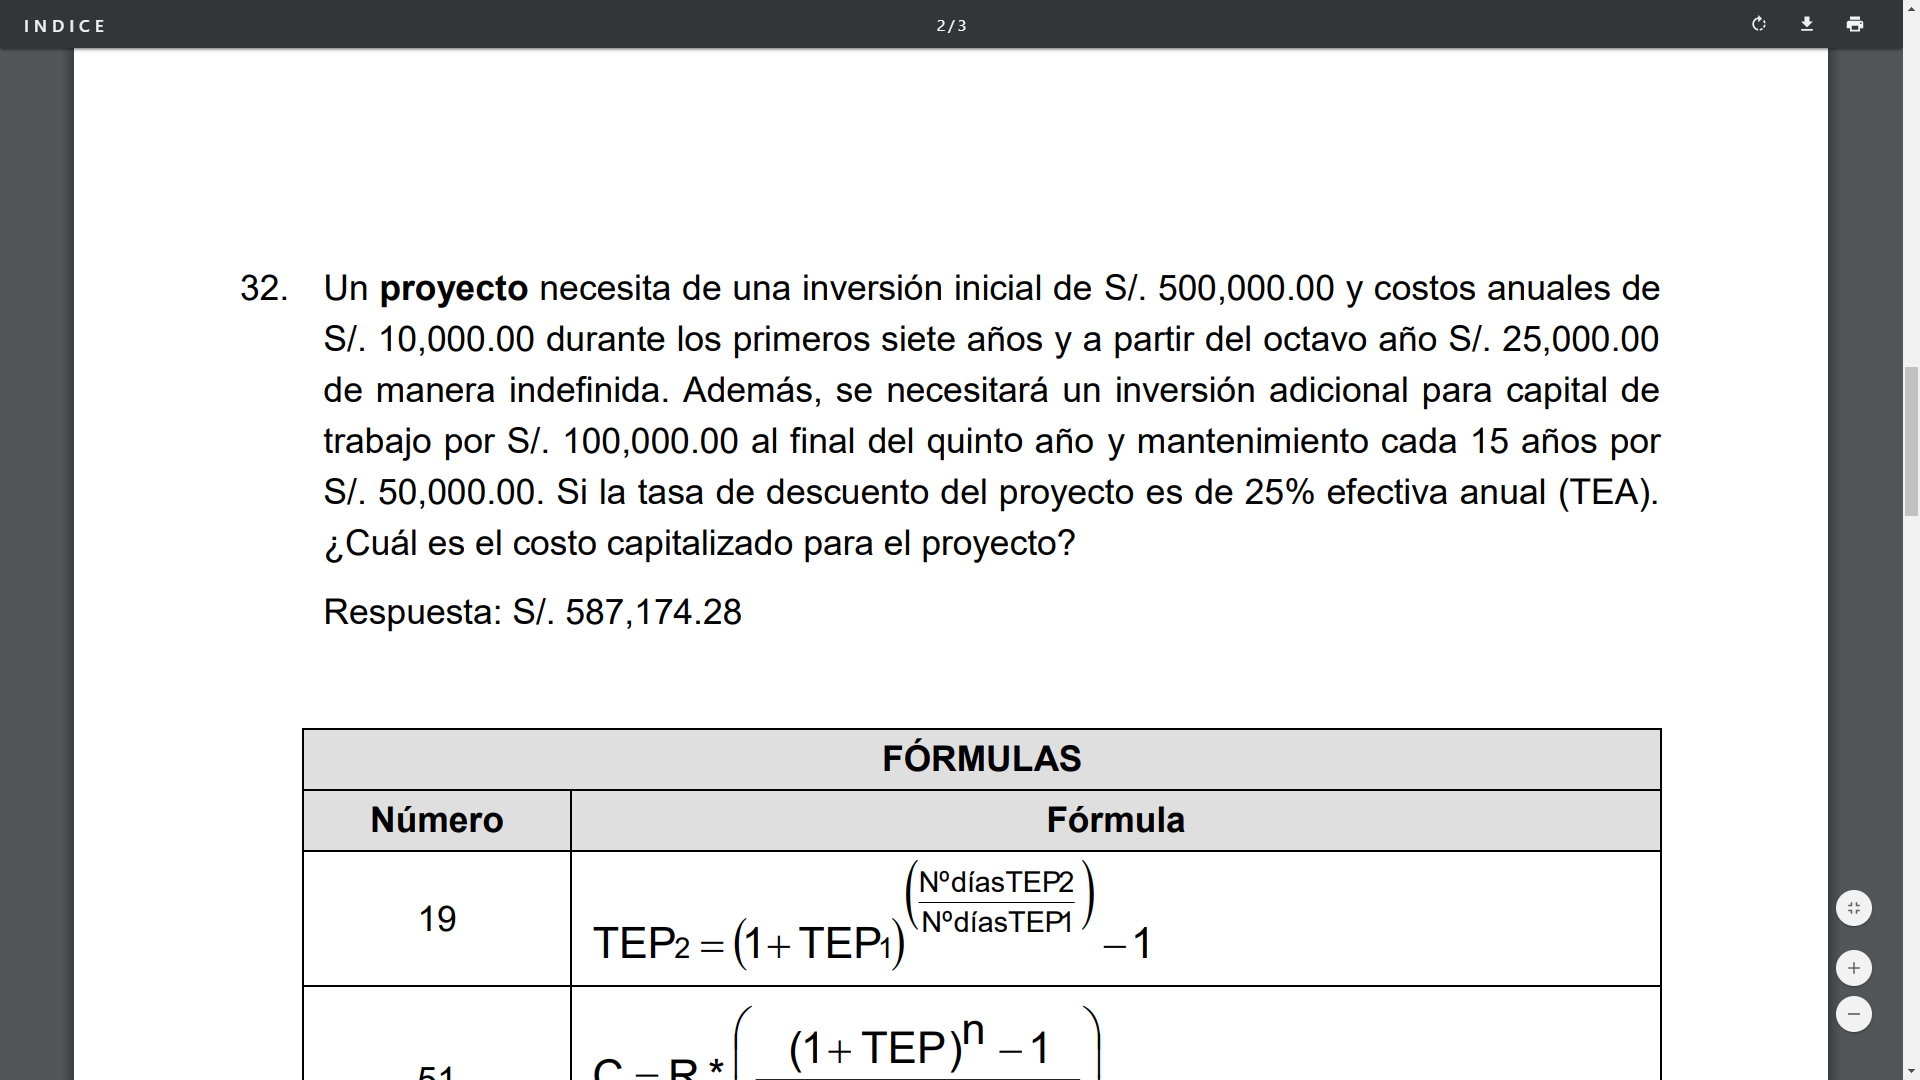 INDICE
2/3
32. Un proyecto necesita de una inversión inicial de S/. 500,000.00 y costos anuales de
S/. 10,000.00 durante los primeros siete años y a partir del octavo año S/. 25,000.00
de manera indefinida. Además, se necesitará un inversión adicional para capital de
trabajo por S/. 100,000.00 al final del quinto año y mantenimiento cada 15 años por
S/. 50,000.00. Si la tasa de descuento del proyecto es de 25% efectiva anual (TEA).
¿Cuál es el costo capitalizado para el proyecto?
Respuesta: S/. 587,174.28
FÓRMULAS
Número Fórmula
19 TEP2 = (1+ TEP1)^(NºdíasTEP2/NºdíasTEP1) − 1
51 C = R * ( (1+ TEP)^n − 1